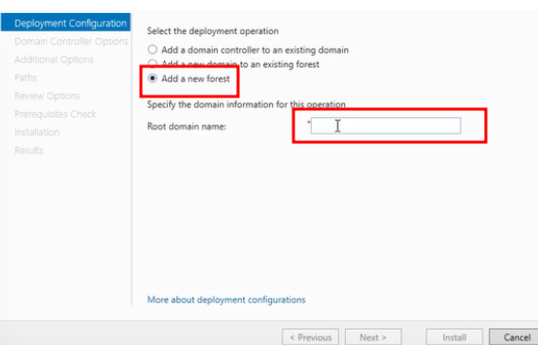 Deployment Configuration
Domain Controller Options
Additional Options
Paths
Review Options
Prerequisites Check
Installation
Results
Select the deployment operation
Add a domain controller to an existing domain
Add a new domain to an existing forest
Add a new forest
Specify the domain information for this operation
Root domain name:
*
More about deployment configurations
< Previous
Next >
Install
Cancel